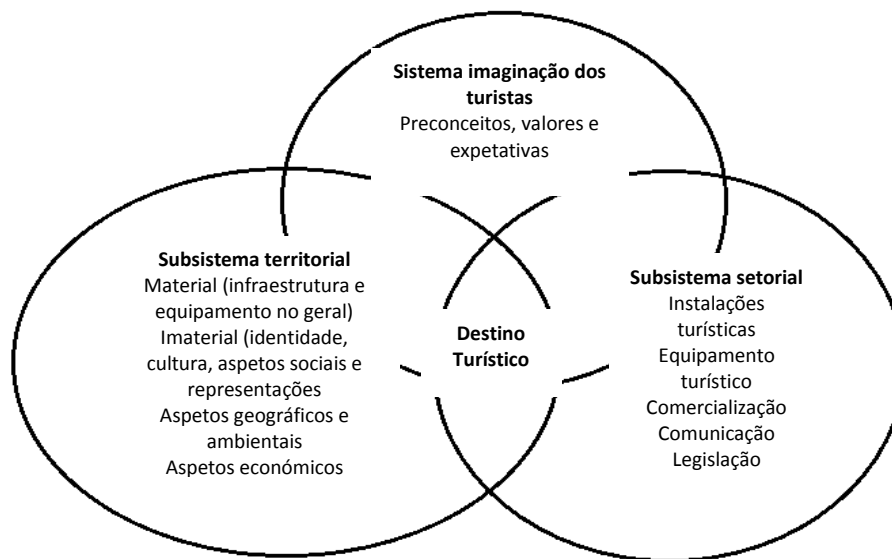 Sistema imaginação dos
turistas
Preconceitos, valores e
expetativas
Subsistema territorial
Material (infraestrutura e
equipamento no geral)
Imaterial (identidade,
cultura, aspetos sociais e
representações
Aspetos geográficos e
ambientais
Aspetos económicos
Destino
Turístico
Subsistema setorial
Instalações
turísticas
Equipamento
turístico
Comercialização
Comunicação
Legislação